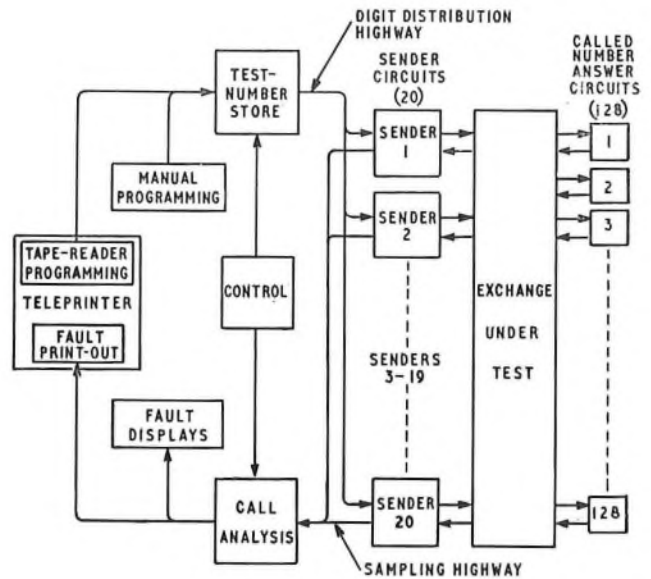 DIGIT DISTRIBUTION
HIGHWAY
SENDER
CIRCUITS
(20)
CALLED
NUMBER
ANSWER
CIRCUITS
(128)
TEST-
NUMBER
STORE
SENDER
1
1
MANUAL
PROGRAMMING
2
SENDER
2
3
TAPE-READER
PROGRAMMING
TELEPRINTER
FAULT
PRINT-OUT
CONTROL
EXCHANGE
UNDER
TEST
SENDERS
3-19
FAULT
DISPLAYS
CALL
ANALYSIS
SENDER
20
128
SAMPLING HIGHWAY